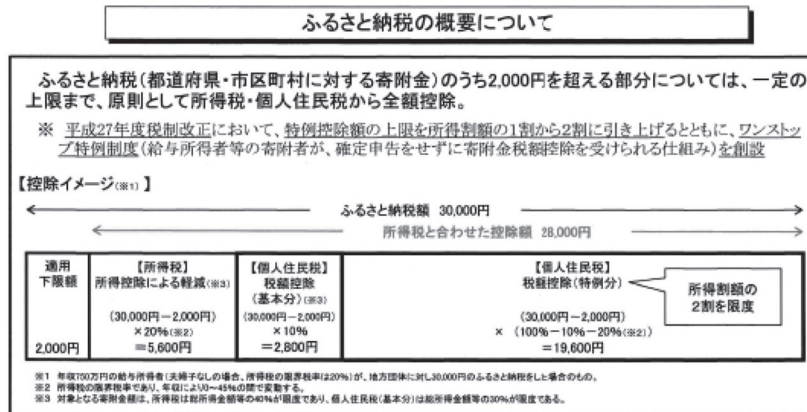 ふるさと納税の概要について
ふるさと納税(都道府県・市区町村に対する寄附金)のうち2,000円を超える部分については、一定の
上限まで、原則として所得税・個人住民税から全額控除。
※ 平成27年度税制改正において、特例控除額の上限を所得割額の1割から2割に引き上げるとともに、ワンストッ
プ特例制度(給与所得者等の寄附者が、確定申告をせずに寄附金税額控除を受けられる仕組み)を創設
【控除イメージ(※1)】
ふるさと納税額 30,000円
所得税と合わせた控除額 28,000円
適用
下限額
2,000円
【所得税】
所得控除による軽減(※3)
(30,000円-2,000円)
×20%(※2)
=5,600円
【個人住民税】
税額控除
(基本分)(※3)
(30,000円-2,000円)
×10%
=2,800円
【個人住民税】
税額控除(特例分)
(30,000円-2,000円)
× (100%-10%-20%(※2))
=19,600円
所得割額の
2割を限度
※1 年収750万円の給与所得者(夫婦子なしの場合、所得税の限界税率は20%)が、地方団体に対し30,000円のふるさと納税をした場合のもの。
※2 所得税の限界税率であり、年収により0~45%の間で変動する。
※3 対象となる寄附金額は、所得税は総所得金額等の40%が限度であり、個人住民税(基本分)は総所得金額等の30%が限度である。